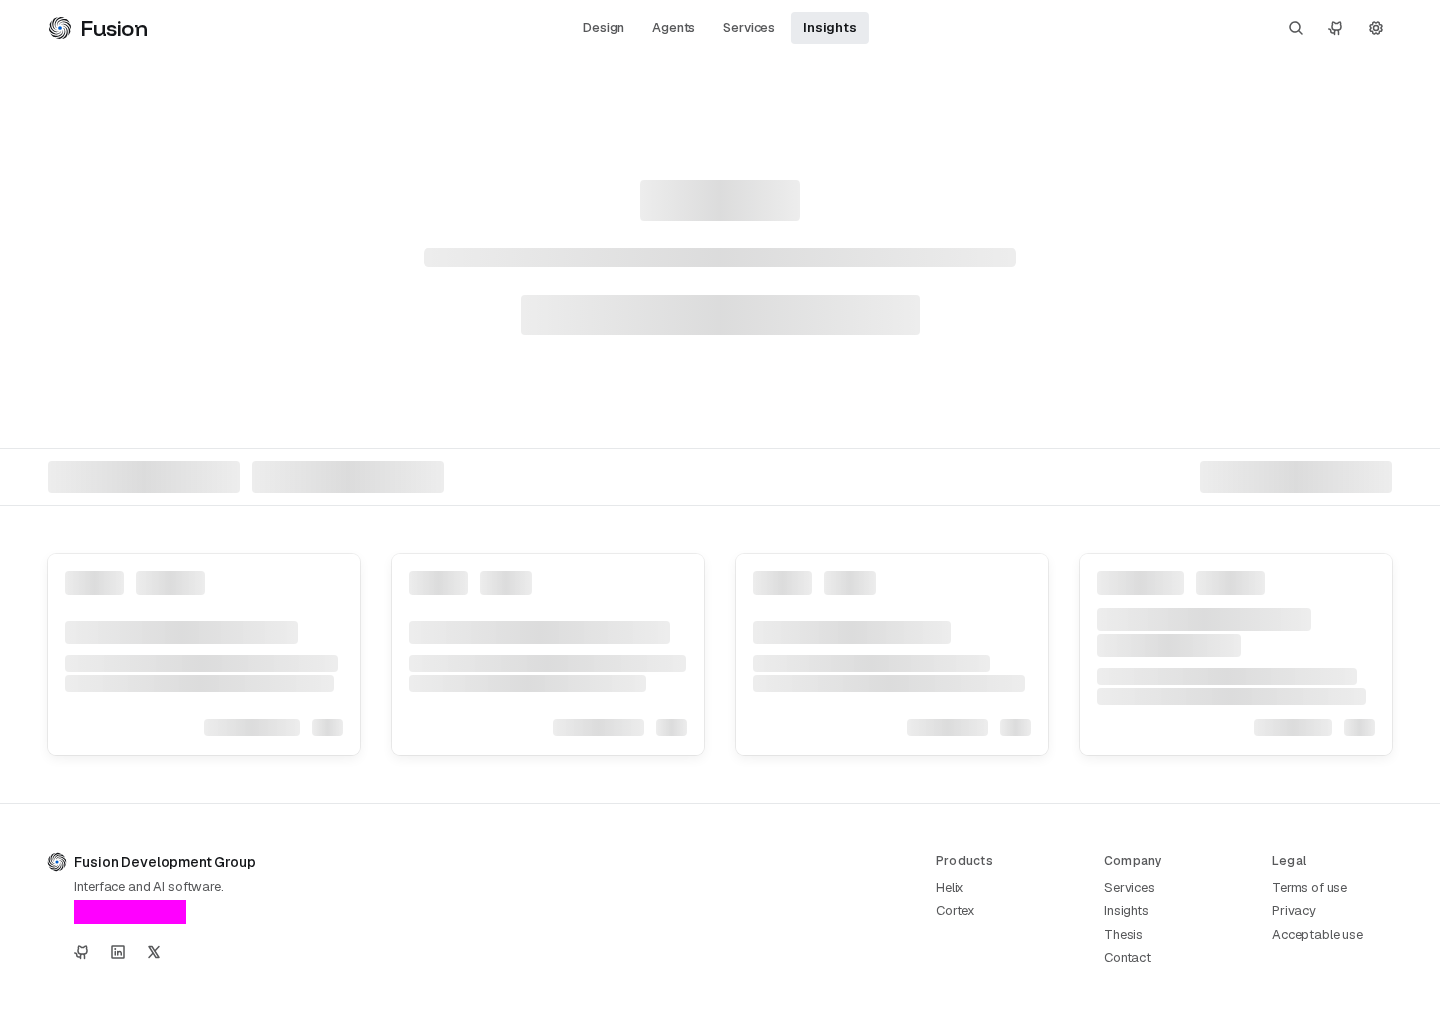 Fusion
Design
Agents
Services
Insights
Fusion Development Group
Interface and AI software.
Products
Helix
Cortex
Company
Services
Insights
Thesis
Contact
Legal
Terms of use
Privacy
Acceptable use